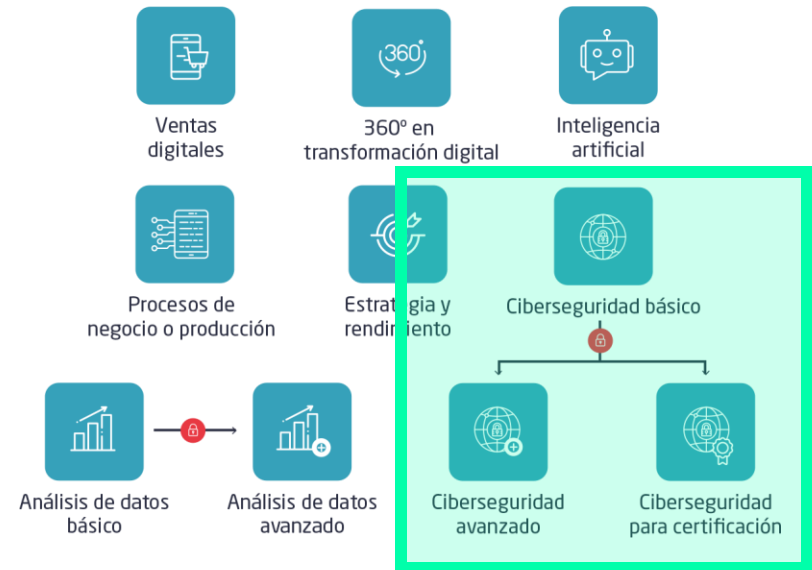 360°
Ventas
digitales
360º en
transformación digital
Inteligencia
artificial
Procesos de
negocio o producción
Estrategia y
rendimiento
Ciberseguridad básico
Análisis de datos
básico
Análisis de datos
avanzado
Ciberseguridad
avanzado
Ciberseguridad
para certificación